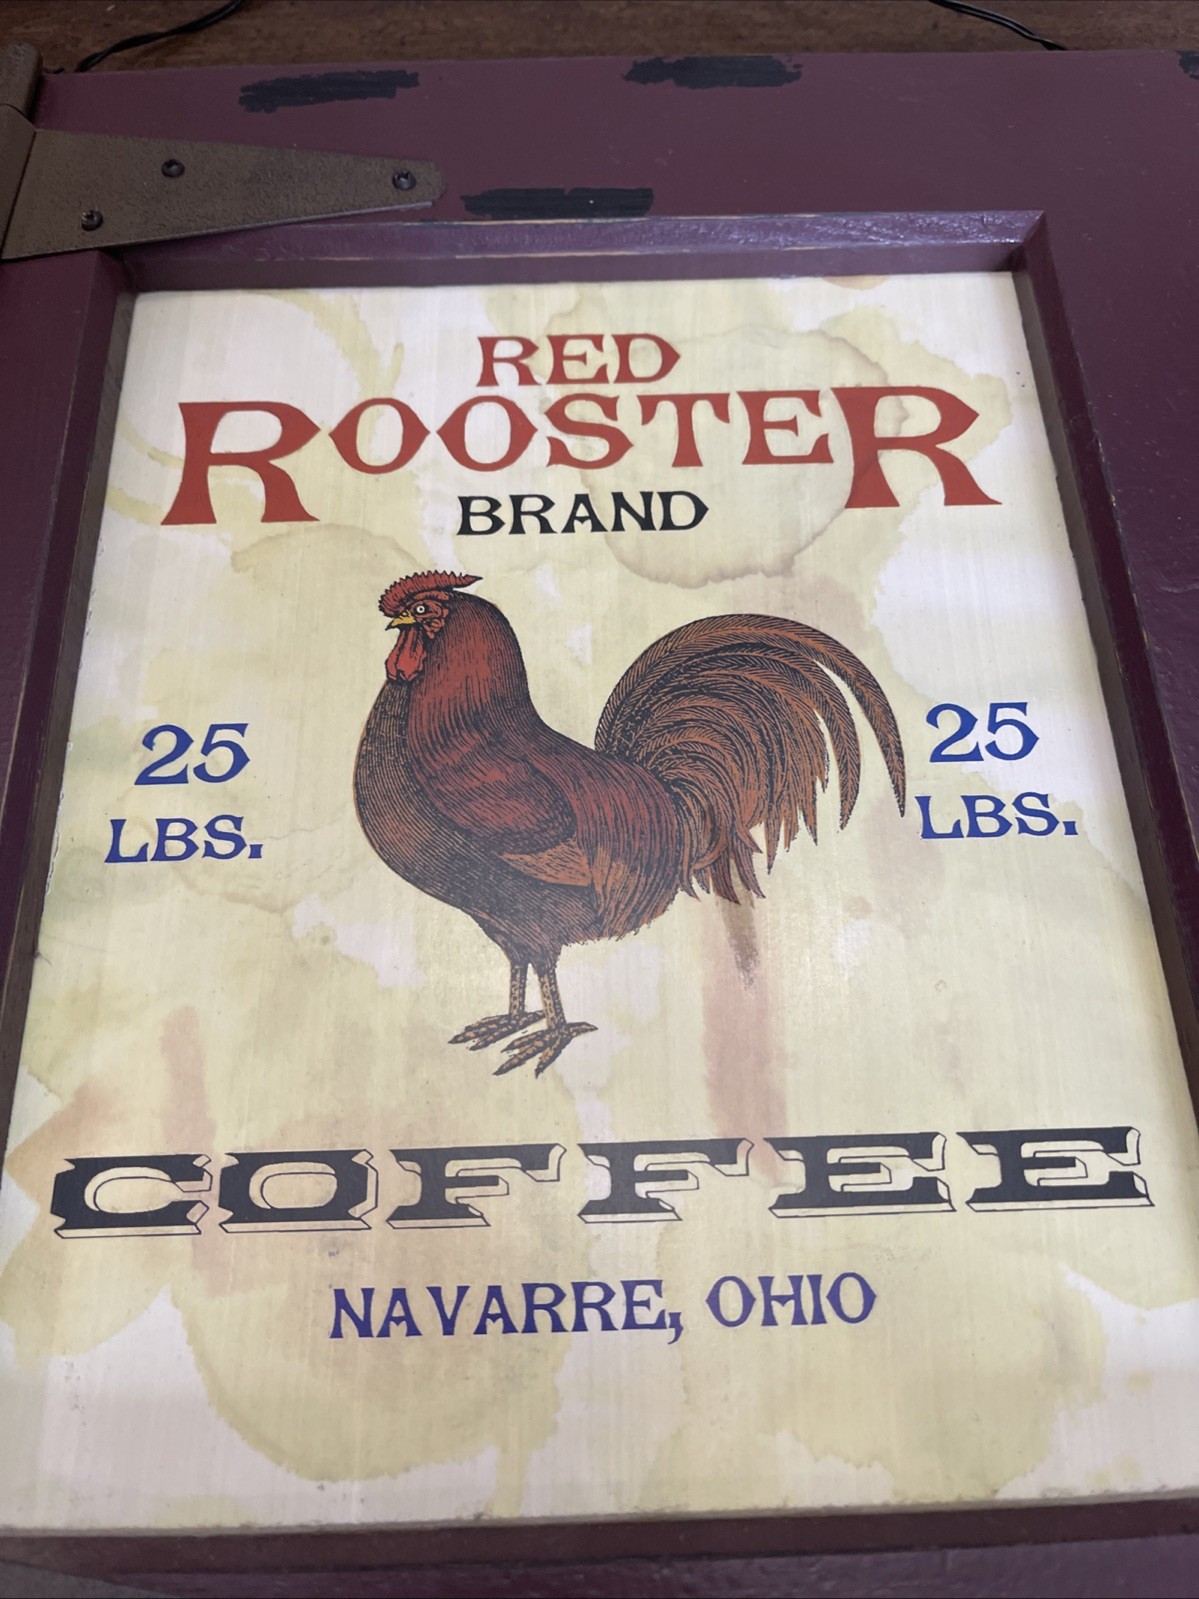 RED
ROOSTER
BRAND
25 25
LBS. LBS.
COFFEE
NAVARRE, OHIO